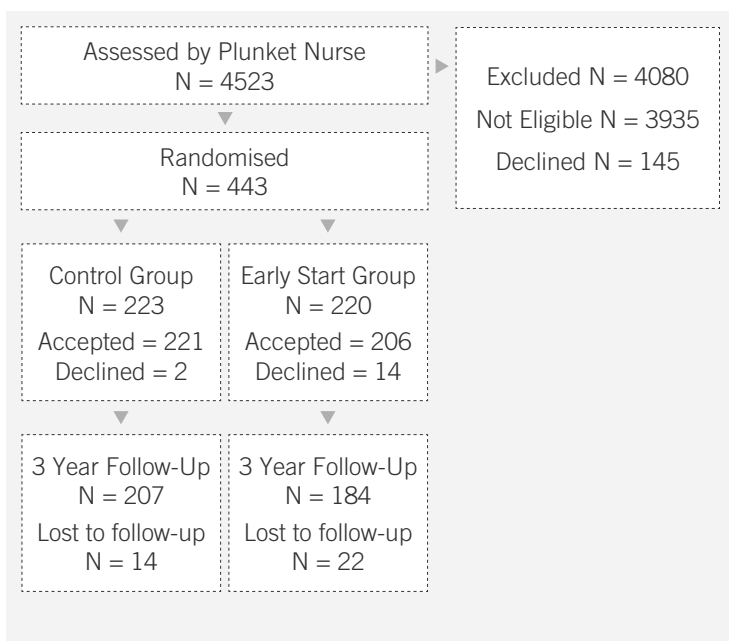 Assessed by Plunket Nurse
N = 4523
Excluded N = 4080
Not Eligible N = 3935
Declined N = 145
Randomised
N = 443
Control Group
N = 223
Accepted = 221
Declined = 2
Early Start Group
N = 220
Accepted = 206
Declined = 14
3 Year Follow-Up
N = 207
Lost to follow-up
N = 14
3 Year Follow-Up
N = 184
Lost to follow-up
N = 22